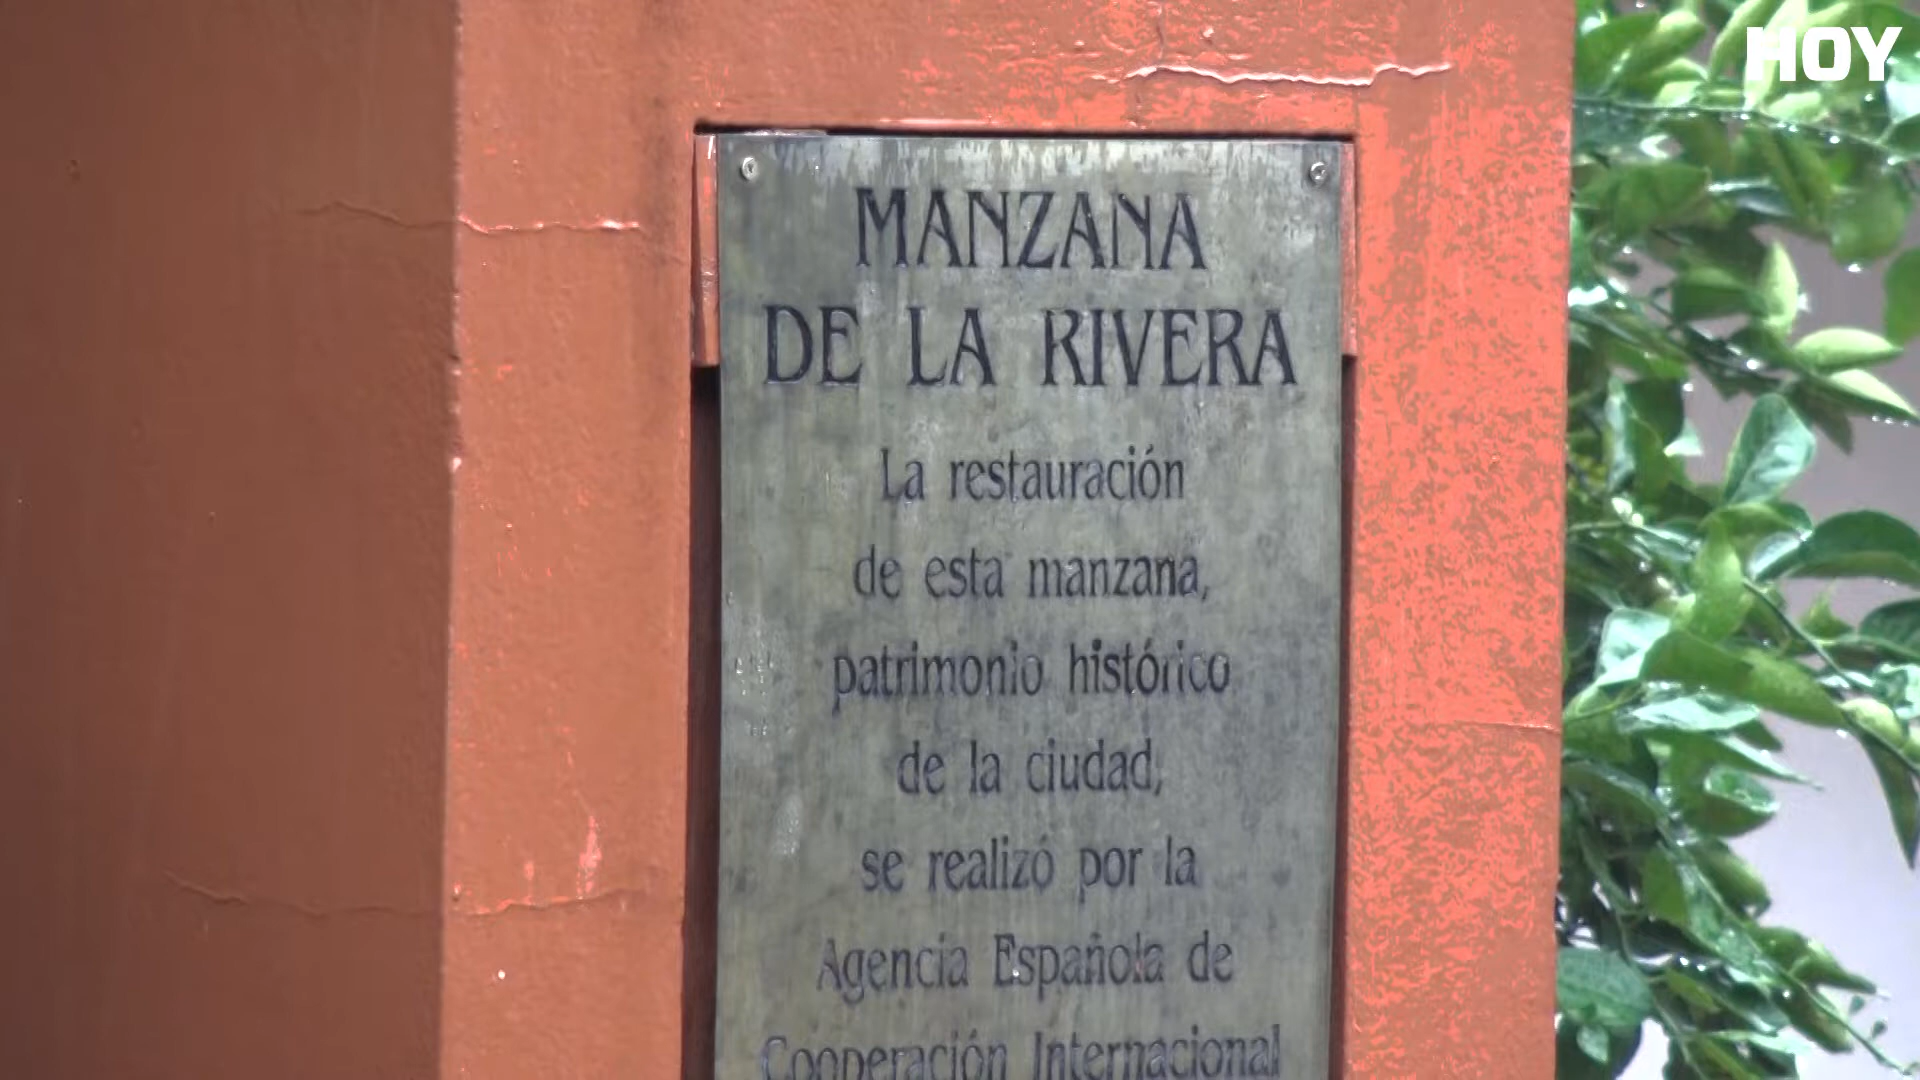 HOY
MANZANA
DE LA RIVERA
La restauración
de esta manzana,
patrimonio histórico
de la ciudad,
se realizó por la
Agencia Española de
Cooperación Internacional